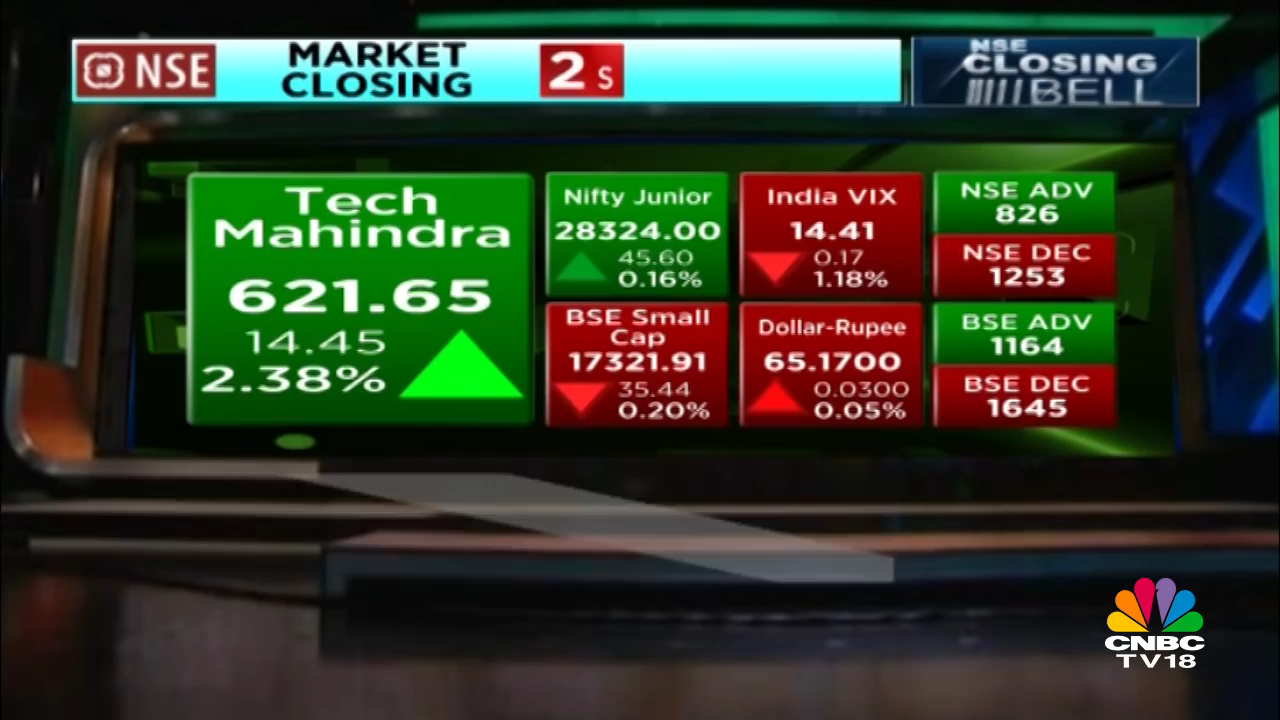 NSE
MARKET
CLOSING
2 S
NSE
CLOSING
BELL
Tech
Mahindra
621.65
14.45
2.38%
Nifty Junior
28324.00
45.60
0.16%
India VIX
14.41
0.17
1.18%
NSE ADV
826
NSE DEC
1253
BSE Small
Cap
17321.91
35.44
0.20%
Dollar-Rupee
65.1700
0.0300
0.05%
BSE ADV
1164
BSE DEC
1645
CNBC
TV18